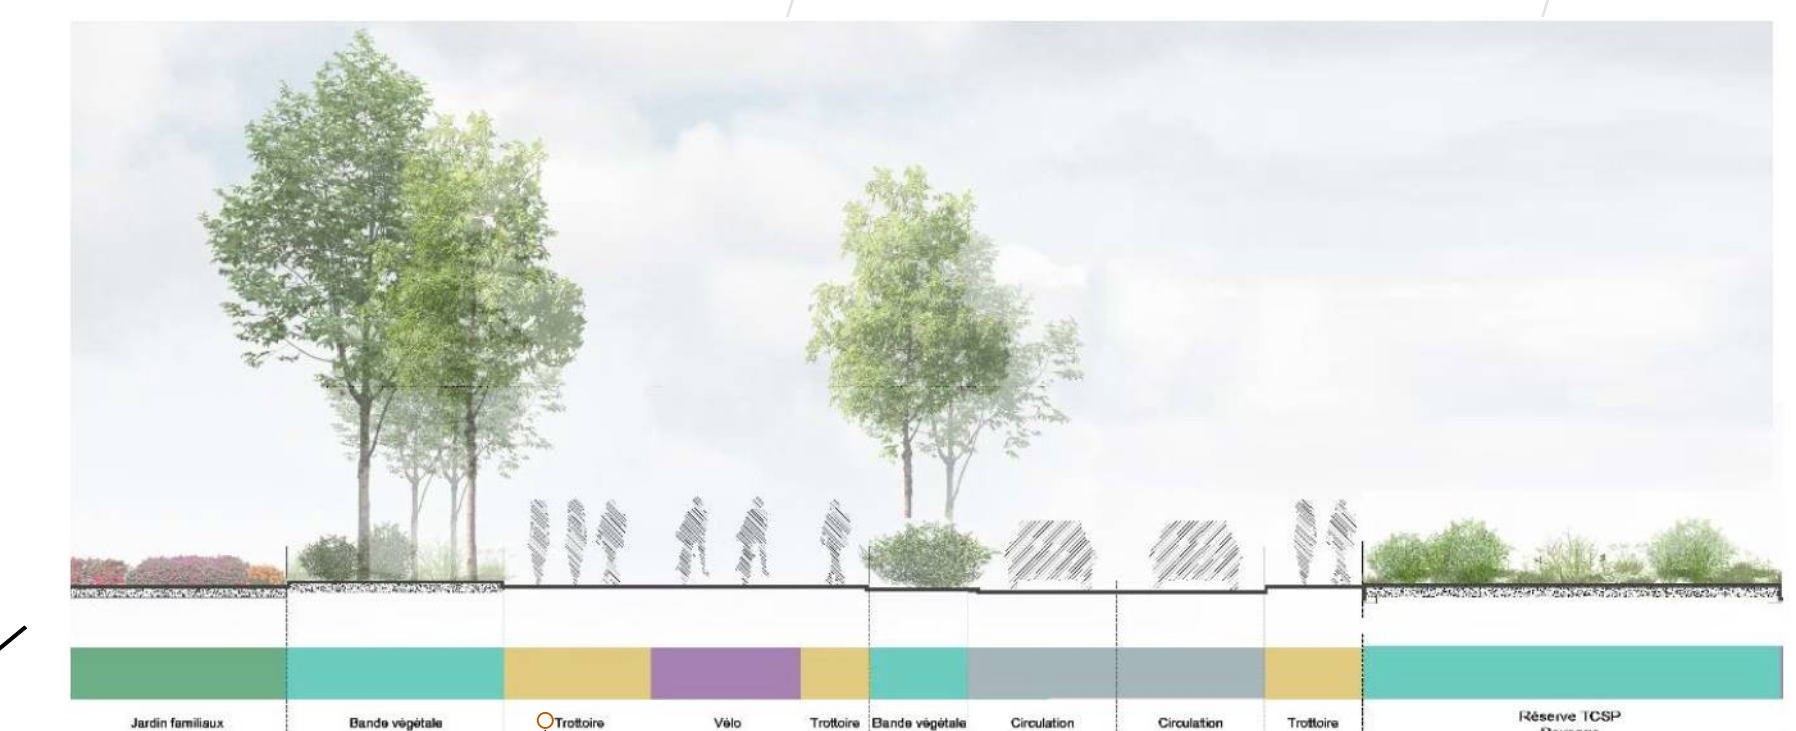 Jardin familiaux
Bande végétale
Trottoire
Vélo
Trottoire
Bande végétale
Circulation
Circulation
Trottoire
Réserve TCSP